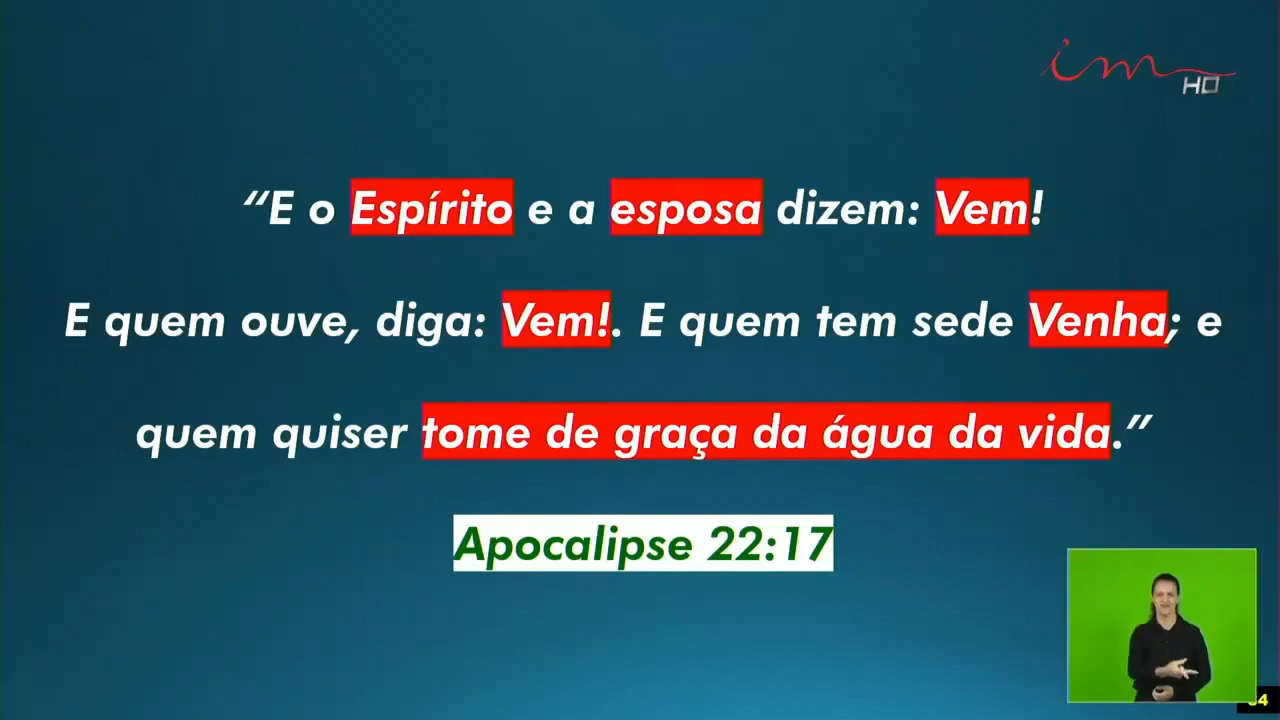 im
HD
“E o Espírito e a esposa dizem: Vem!
E quem ouve, diga: Vem!. E quem tem sede Venha; e
quem quiser tome de graça da água da vida.”
Apocalipse 22:17